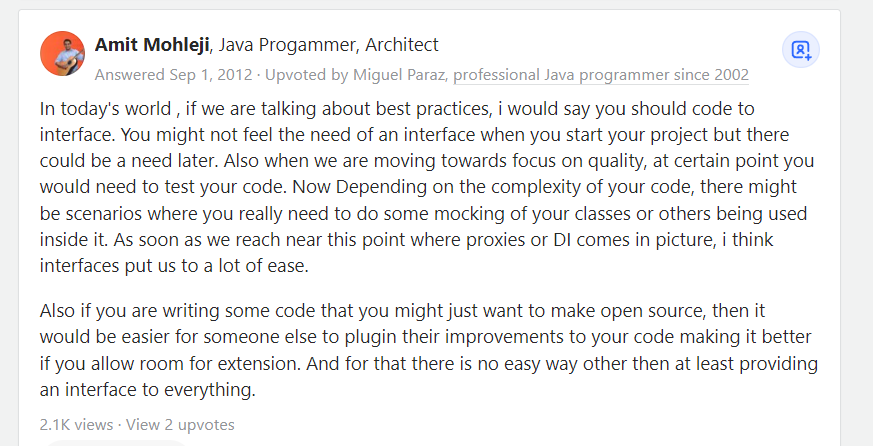 Amit Mohleji, Java Progammer, Architect
Answered Sep 1, 2012 · Upvoted by Miguel Paraz, professional Java programmer since 2002
In today's world , if we are talking about best practices, i would say you should code to
interface. You might not feel the need of an interface when you start your project but there
could be a need later. Also when we are moving towards focus on quality, at certain point you
would need to test your code. Now Depending on the complexity of your code, there might
be scenarios where you really need to do some mocking of your classes or others being used
inside it. As soon as we reach near this point where proxies or DI comes in picture, i think
interfaces put us to a lot of ease.
Also if you are writing some code that you might just want to make open source, then it
would be easier for someone else to plugin their improvements to your code making it better
if you allow room for extension. And for that there is no easy way other then at least providing
an interface to everything.
2.1K views · View 2 upvotes